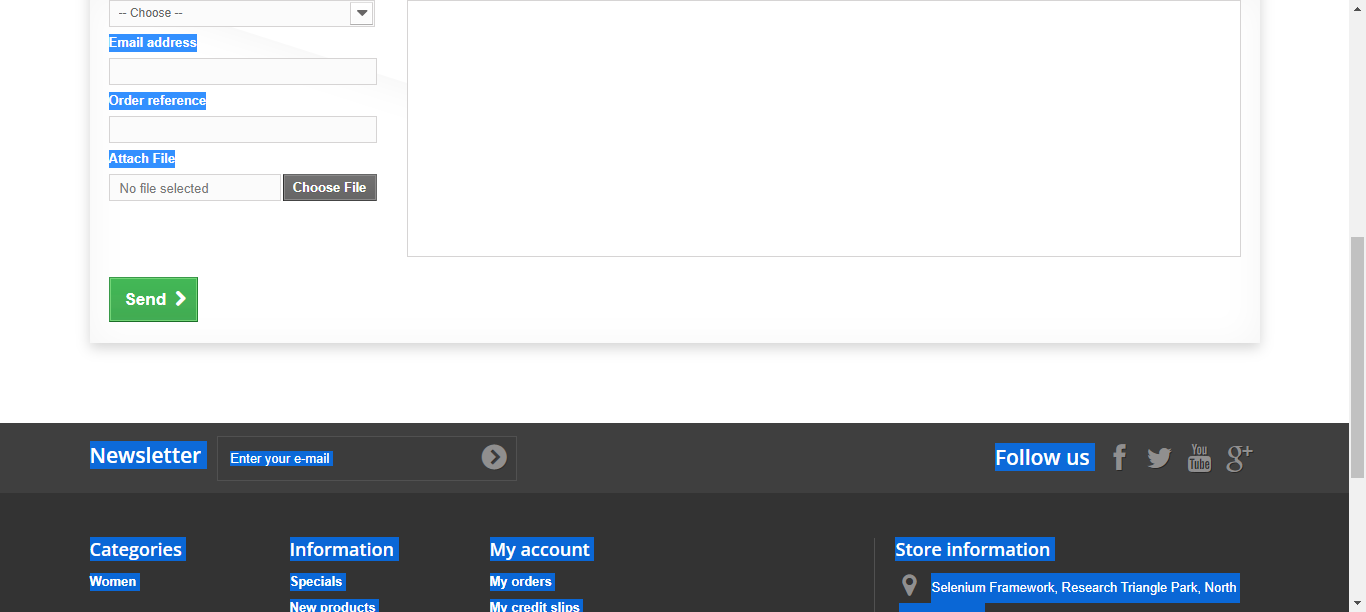 -- Choose --
Email address
Order reference
Attach File
No file selected
Choose File
Send
Newsletter
Enter your e-mail
Follow us
You
Tube
g+
Categories
Women
Information
Specials
New products
My account
My orders
My credit slips
Store information
Selenium Framework, Research Triangle Park, North